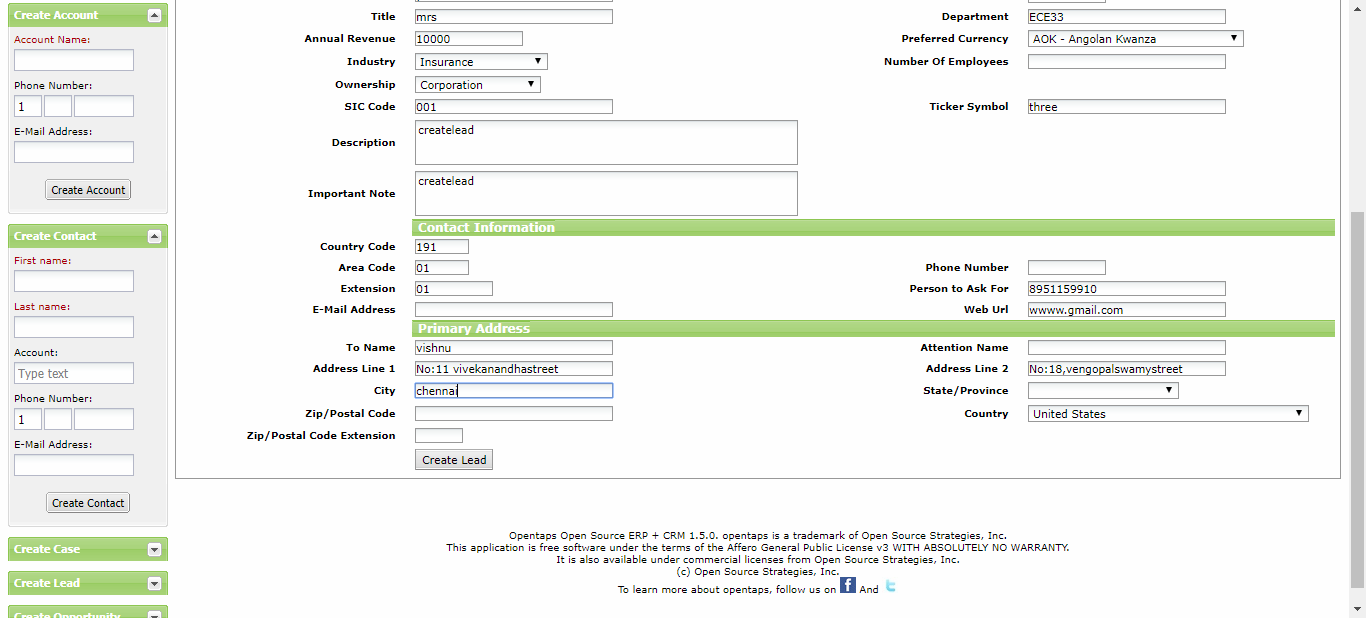 Create Account
Account Name:
Phone Number:
1
E-Mail Address:
Create Account
Create Contact
First name:
Last name:
Account:
Type text
Phone Number:
1
E-Mail Address:
Create Contact
Create Case
Create Lead
Create Opportunity
Title mrs Department ECE33
Annual Revenue 10000 Preferred Currency AOK - Angolan Kwanza
Industry Insurance Number Of Employees
Ownership Corporation
SIC Code 001 Ticker Symbol three
Description createlead
Important Note createlead
Contact Information
Country Code 191
Area Code 01 Phone Number
Extension 01 Person to Ask For 8951159910
E-Mail Address Web Url wwww.gmail.com
Primary Address
To Name vishnu Attention Name
Address Line 1 No:11 vivekanandhastreet Address Line 2 No:18,vengopalswamystreet
City chennai State/Province
Zip/Postal Code Country United States
Zip/Postal Code Extension
Create Lead
Opentaps Open Source ERP + CRM 1.5.0. opentaps is a trademark of Open Source Strategies, Inc.
This application is free software under the terms of the Affero General Public License v3 WITH ABSOLUTELY NO WARRANTY.
It is also available under commercial licenses from Open Source Strategies, Inc.
(c) Open Source Strategies, Inc.
To learn more about opentaps, follow us on f And t